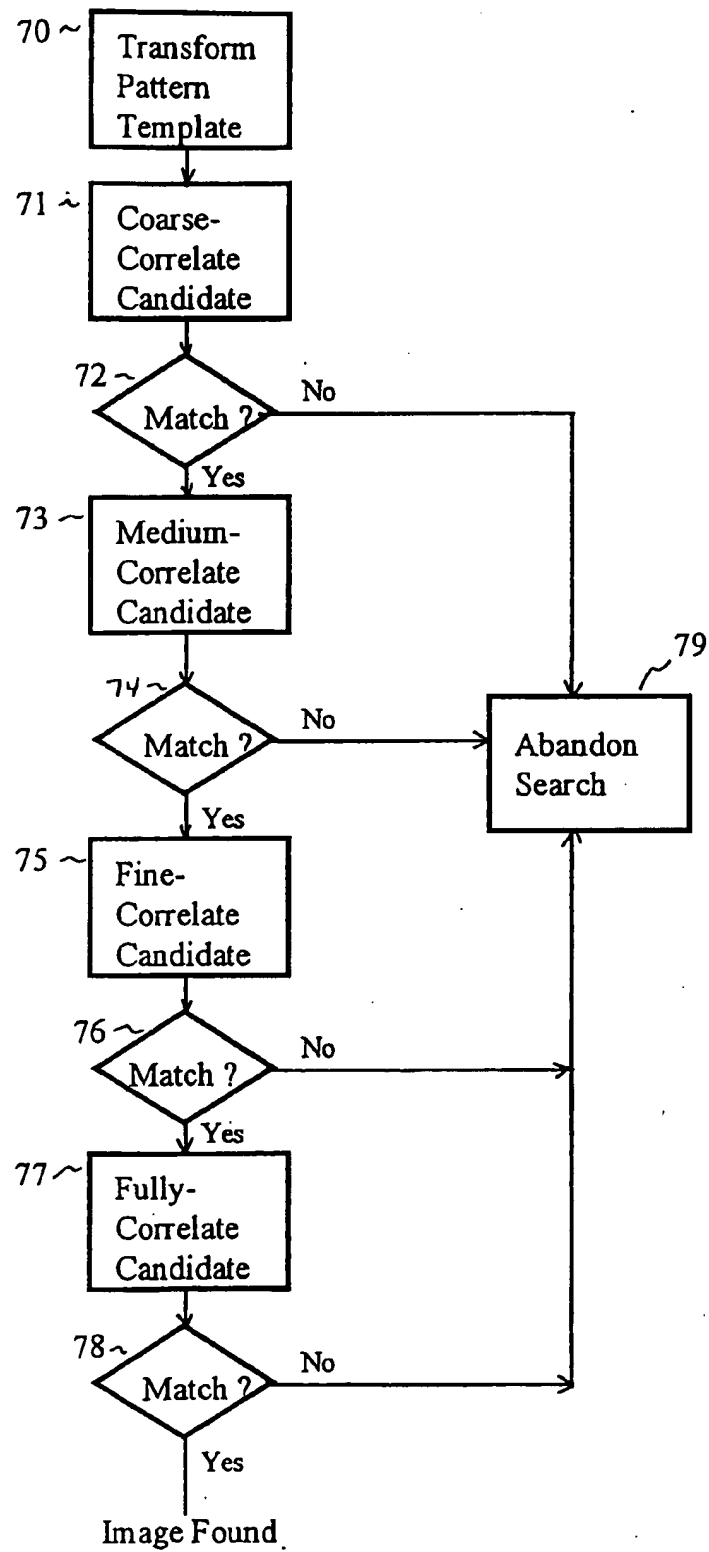 70
Transform
Pattern
Template
71
Coarse-
Correlate
Candidate
72
Match ?
No
Yes
73
Medium-
Correlate
Candidate
74
Match ?
No
Yes
79
Abandon
Search
75
Fine-
Correlate
Candidate
76
Match ?
No
Yes
77
Fully-
Correlate
Candidate
78
Match ?
No
Yes
Image Found